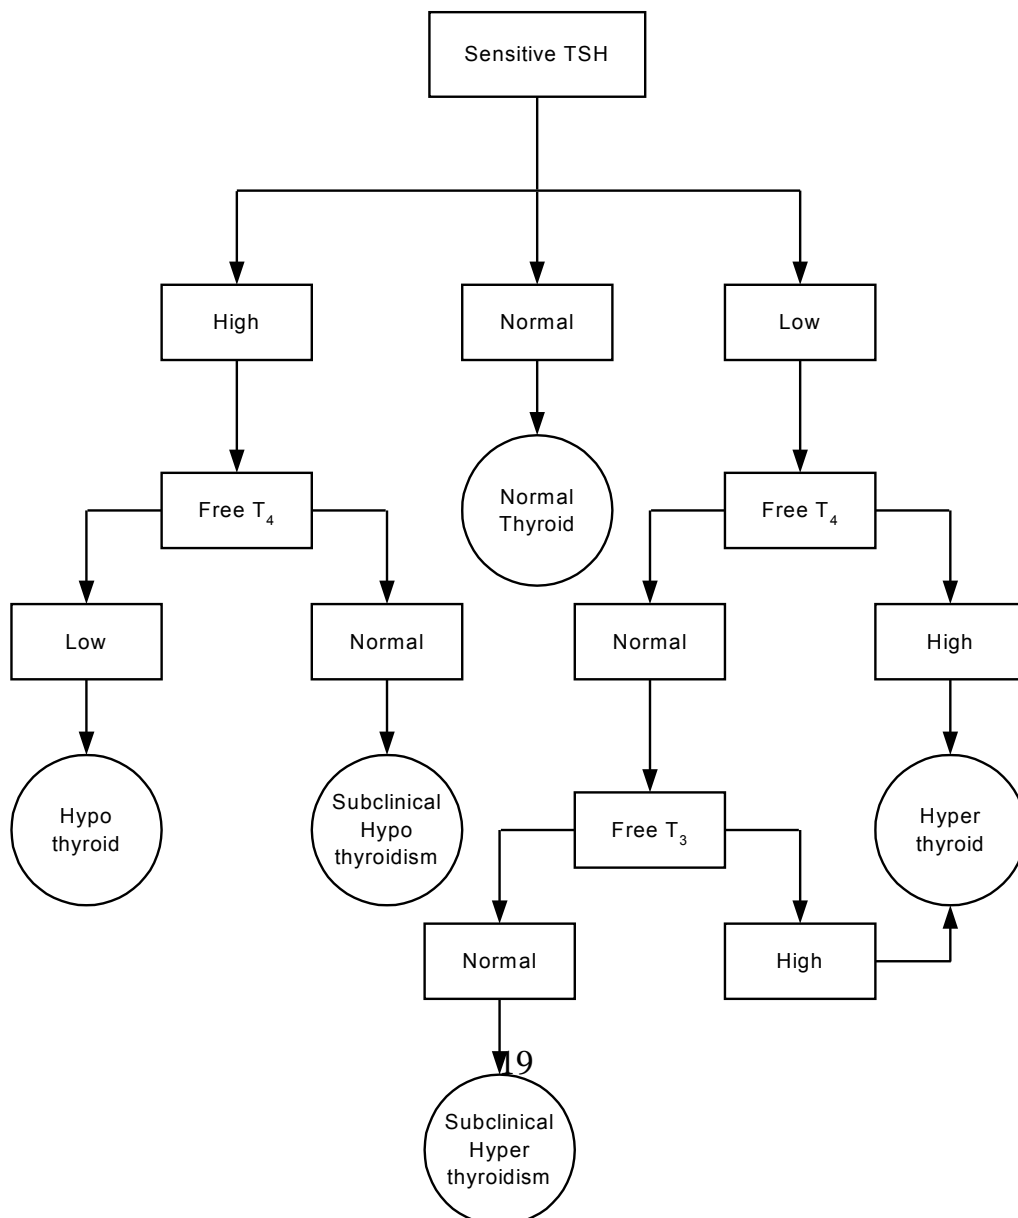 Sensitive TSH
High
Normal
Low
Free T₄
Normal
Thyroid
Free T₄
Low
Normal
Normal
High
Hypo
thyroid
Subclinical
Hypo
thyroidism
Free T₃
Hyper
thyroid
Normal
High
19
Subclinical
Hyper
thyroidism